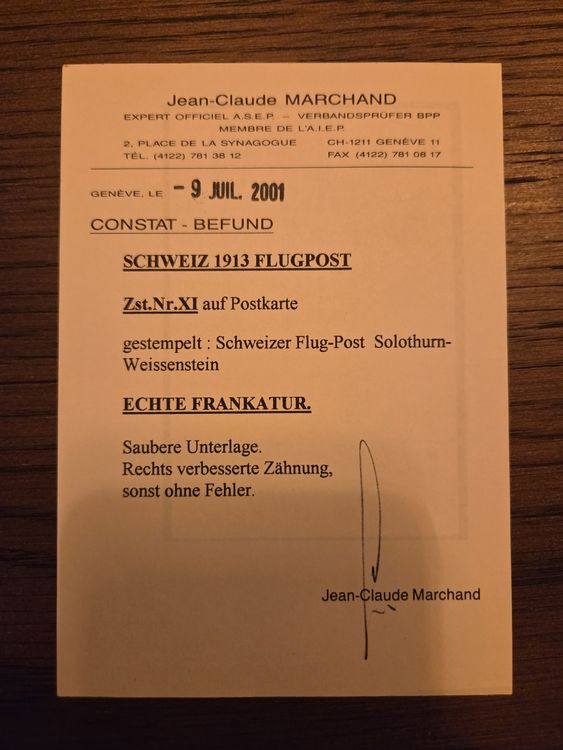 Jean-Claude MARCHAND
EXPERT OFFICIEL A.S.E.P. – VERBANDSPRÜFER BPP
MEMBRE DE L'A.I.E.P.
2, PLACE DE LA SYNAGOGUE CH-1211 GENÈVE 11
TÉL. (4122) 781 38 12 FAX (4122) 781 08 17
GENÈVE, LE - 9 JUIL. 2001
CONSTAT - BEFUND
SCHWEIZ 1913 FLUGPOST
Zst.Nr.XI auf Postkarte
gestempelt : Schweizer Flug-Post Solothurn-
Weissenstein
ECHTE FRANKATUR.
Saubere Unterlage.
Rechts verbesserte Zähnung,
sonst ohne Fehler.
Jean-Claude Marchand